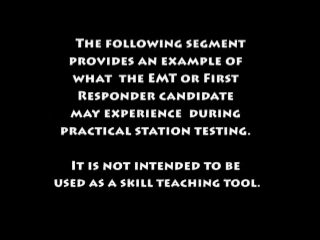 The following segment
provides an example of
what the EMT or First
Responder candidate
may experience during
practical station testing.
It is not intended to be
used as a skill teaching tool.